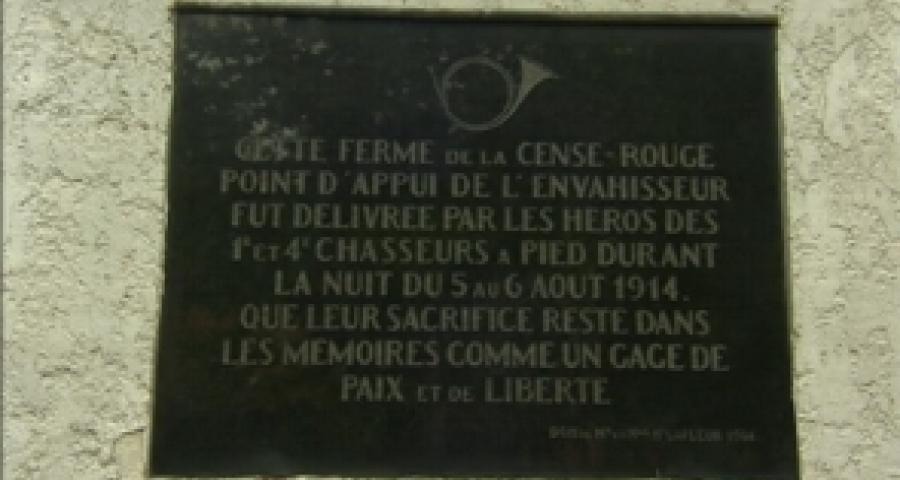 CETTE FERME DE LA CENSE-ROUGE
POINT D'APPUI DE L'ENVAHISSEUR
FUT DELIVREE PAR LES HEROS DES
1e ET 4e CHASSEURS A PIED DURANT
LA NUIT DU 5 AU 6 AOUT 1914.
QUE LEUR SACRIFICE RESTE DANS
LES MEMOIRES COMME UN GAGE DE
PAIX ET DE LIBERTE